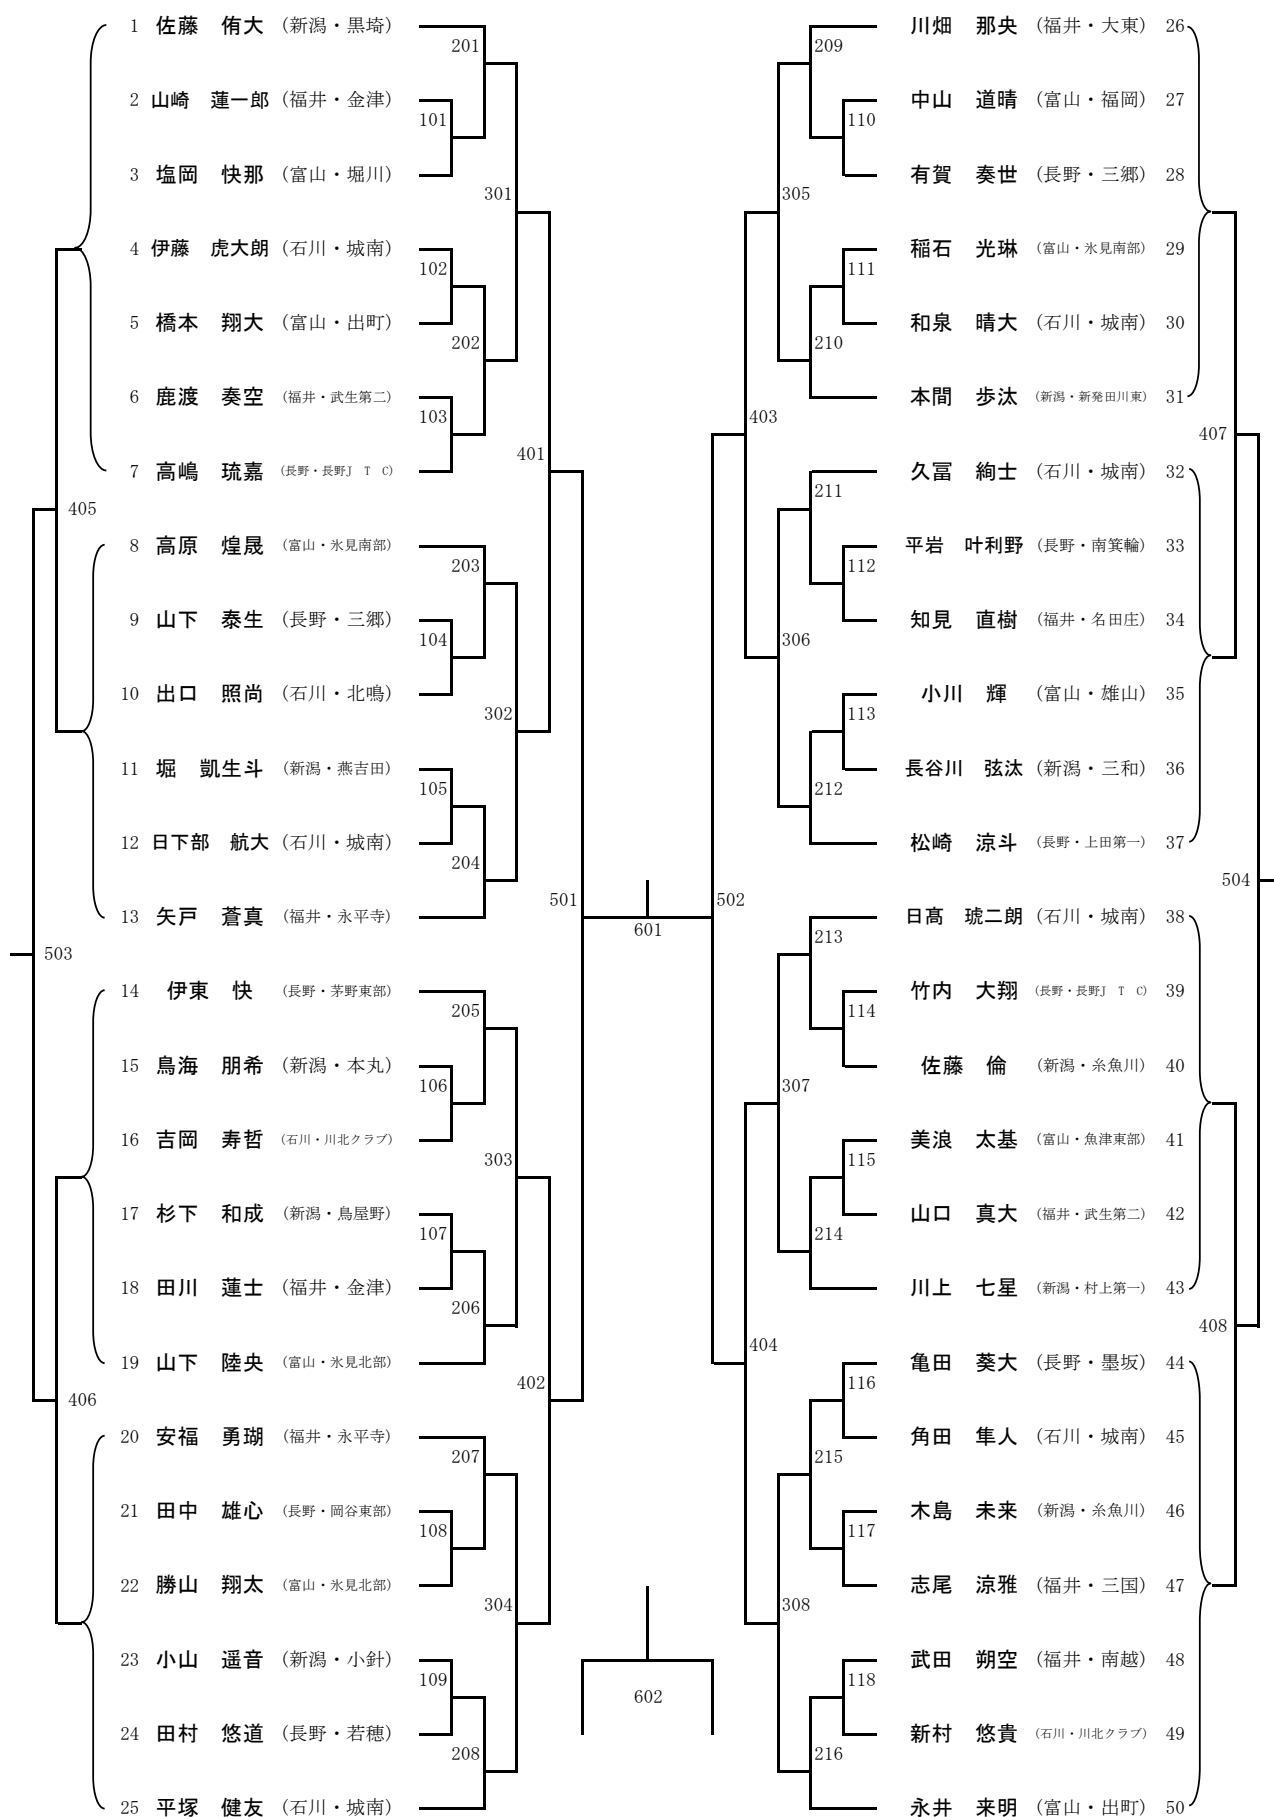 1 佐藤　侑大 (新潟・黒埼)
201
2 山崎　蓮一郎 (福井・金津)
101
3 塩岡　快那 (富山・堀川)
301
4 伊藤　虎大朗 (石川・城南)
102
5 橋本　翔大 (富山・出町)
202
6 鹿渡　奏空 (福井・武生第二)
103
7 高嶋　琉嘉 (長野・長野J T C)
401
405
8 高原　煌晟 (富山・氷見南部)
203
9 山下　泰生 (長野・三郷)
104
10 出口　照尚 (石川・北鳴)
302
11 堀　凱生斗 (新潟・燕吉田)
105
12 日下部　航大 (石川・城南)
204
13 矢戸　蒼真 (福井・永平寺)
501
503
14 伊東　快 (長野・茅野東部)
205
15 鳥海　朋希 (新潟・本丸)
106
16 吉岡　寿哲 (石川・川北クラブ)
303
17 杉下　和成 (新潟・鳥屋野)
107
18 田川　蓮士 (福井・金津)
206
19 山下　陸央 (富山・氷見北部)
402
406
20 安福　勇瑚 (福井・永平寺)
207
21 田中　雄心 (長野・岡谷東部)
108
22 勝山　翔太 (富山・氷見北部)
304
23 小山　遥音 (新潟・小針)
109
24 田村　悠道 (長野・若穂)
208
25 平塚　健友 (石川・城南)
601
602
川畑　那央 (福井・大東) 26
209
中山　道晴 (富山・福岡) 27
110
有賀　奏世 (長野・三郷) 28
305
稲石　光琳 (富山・氷見南部) 29
111
和泉　晴大 (石川・城南) 30
210
本間　歩汰 (新潟・新発田川東) 31
403
407
久冨　絢士 (石川・城南) 32
211
平岩　叶利野 (長野・南箕輪) 33
112
知見　直樹 (福井・名田庄) 34
306
小川　輝 (富山・雄山) 35
113
長谷川　弦汰 (新潟・三和) 36
212
松崎　涼斗 (長野・上田第一) 37
504
502
日髙　琥二朗 (石川・城南) 38
213
竹内　大翔 (長野・長野J T C) 39
114
佐藤　倫 (新潟・糸魚川) 40
307
美浪　太基 (富山・魚津東部) 41
115
山口　真大 (福井・武生第二) 42
214
川上　七星 (新潟・村上第一) 43
408
404
亀田　葵大 (長野・墨坂) 44
116
角田　隼人 (石川・城南) 45
215
木島　未来 (新潟・糸魚川) 46
117
志尾　涼雅 (福井・三国) 47
308
武田　朔空 (福井・南越) 48
118
新村　悠貴 (石川・川北クラブ) 49
216
永井　来明 (富山・出町) 50